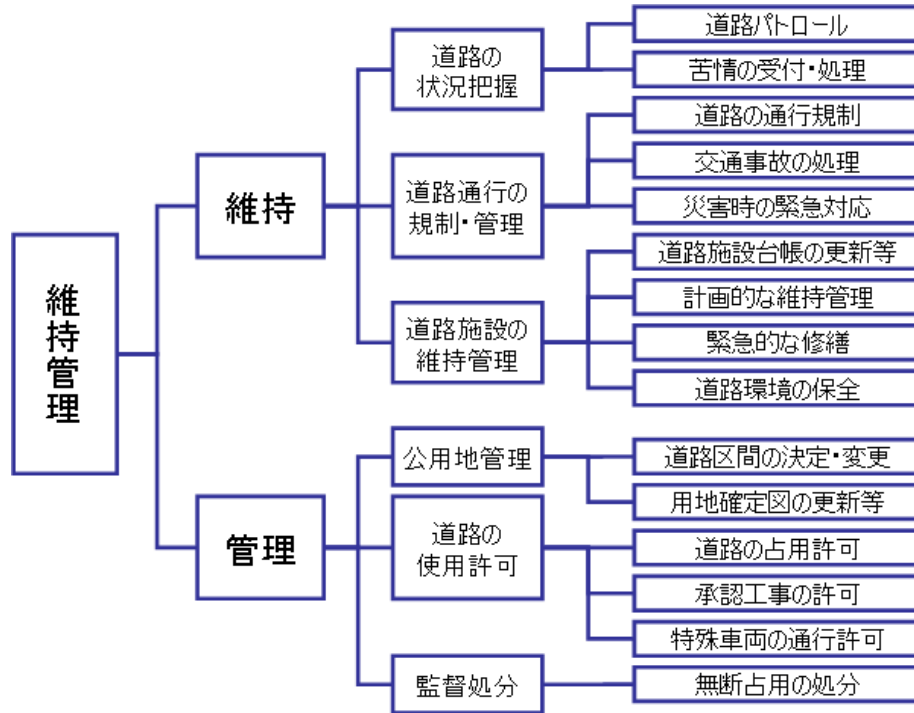 維持管理
維持
道路の
状況把握
道路パトロール
苦情の受付・処理
道路通行の
規制・管理
道路の通行規制
交通事故の処理
災害時の緊急対応
道路施設の
維持管理
道路施設台帳の更新等
計画的な維持管理
緊急的な修繕
道路環境の保全
管理
公用地管理
道路区間の決定・変更
用地確定図の更新等
道路の
使用許可
道路の占用許可
承認工事の許可
特殊車両の通行許可
監督処分
無断占用の処分